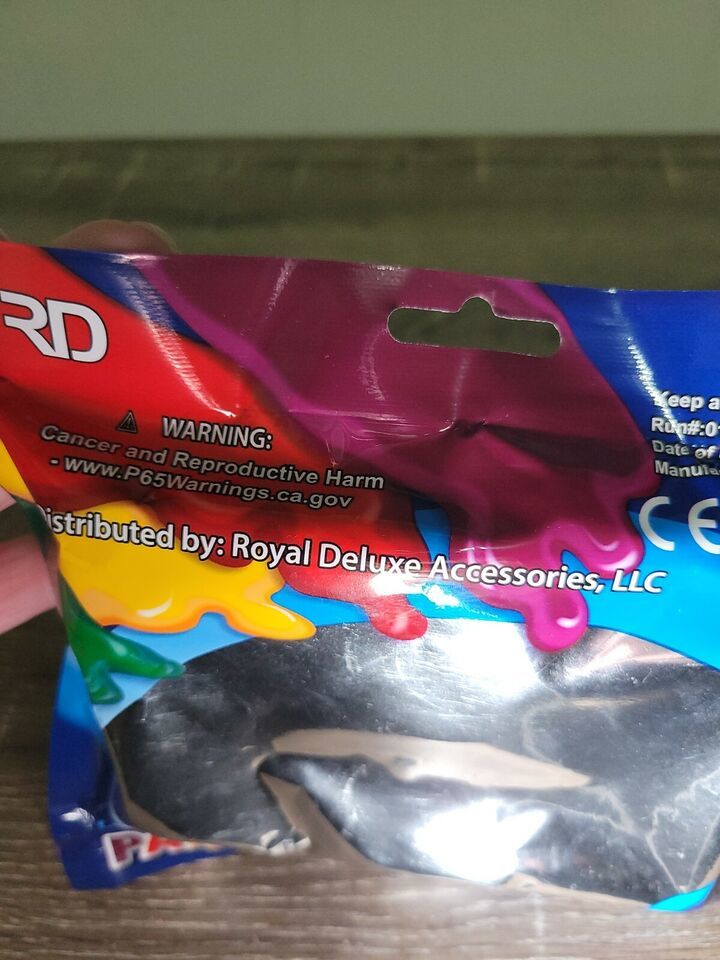 RD
WARNING:
Cancer and Reproductive Harm
- www.P65Warnings.ca.gov
istributed by: Royal Deluxe Accessories, LLC
Keep a
Run#:0
Date of
Manufa
CE